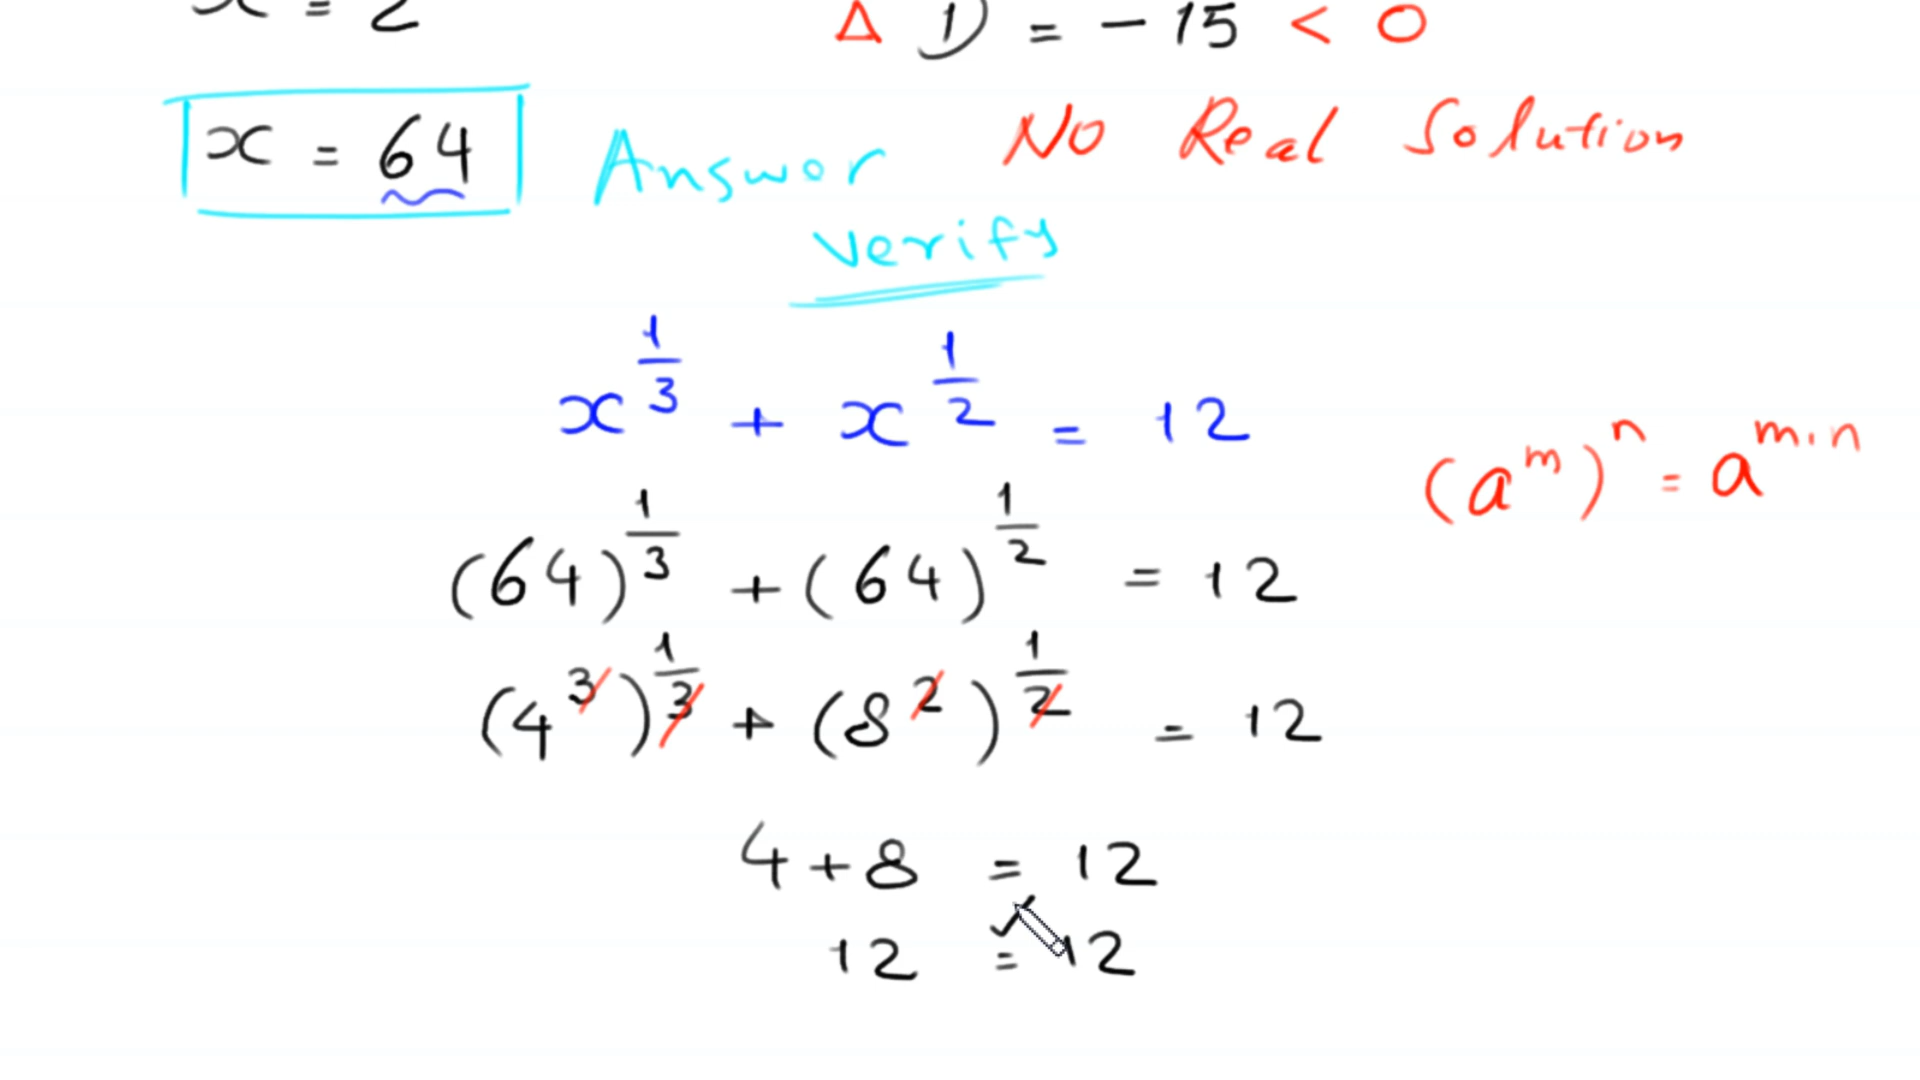 x = 2
Δ D = - 15 < 0
x = 64 Answer No Real Solution
verify
x^{1/3} + x^{1/2} = 12
(a^m)^n = a^{m·n}
(64)^{1/3} + (64)^{1/2} = 12
(4^3)^{1/3} + (8^2)^{1/2} = 12
4 + 8 = 12
12 = 12